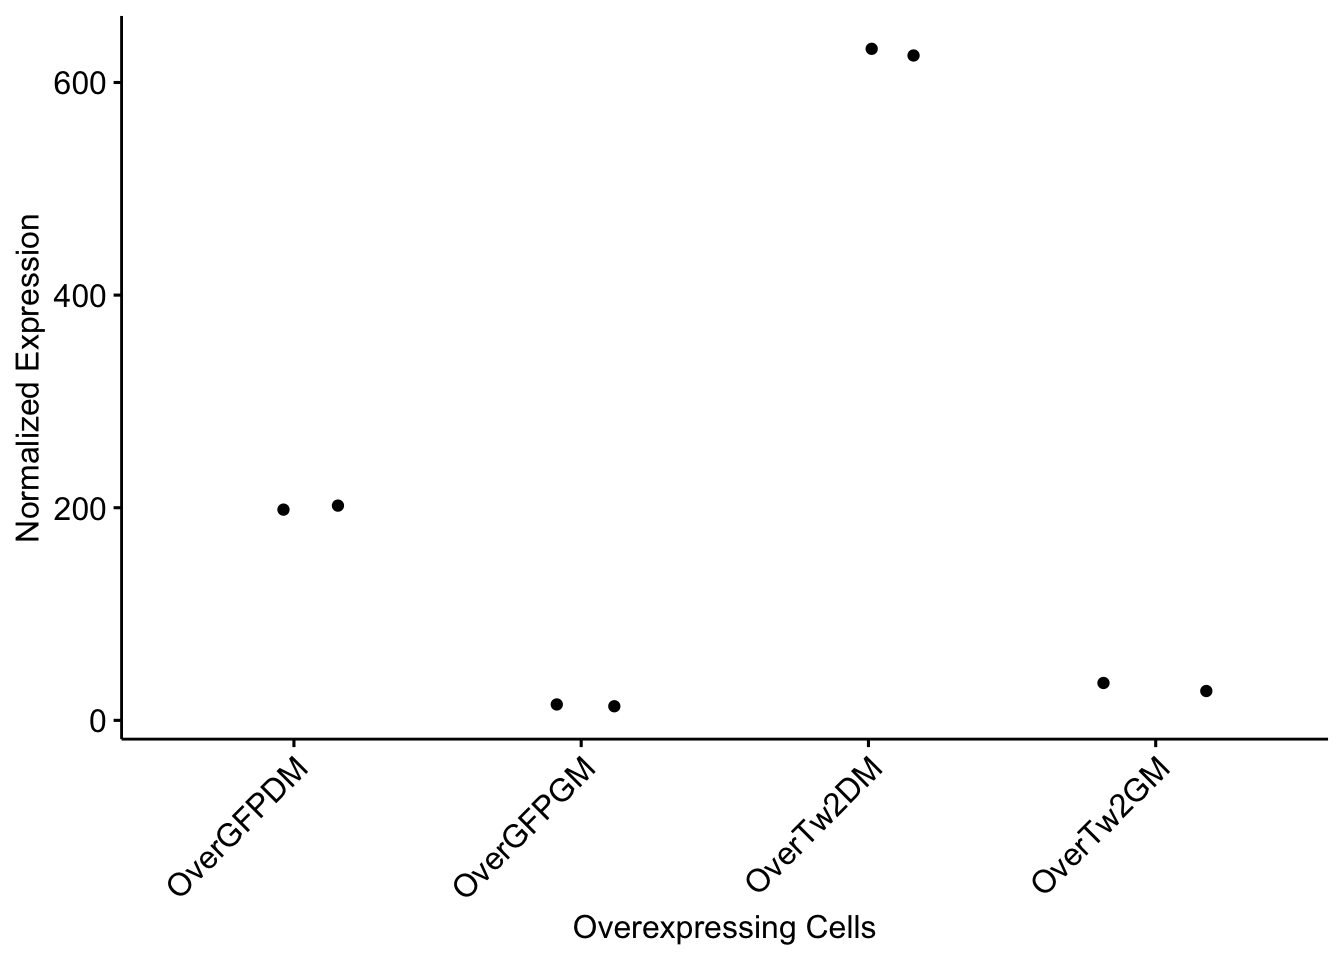 600
400
200
0
Normalized Expression
OverGFPDM
OverGFPGM
OverTw2DM
OverTw2GM
Overexpressing Cells